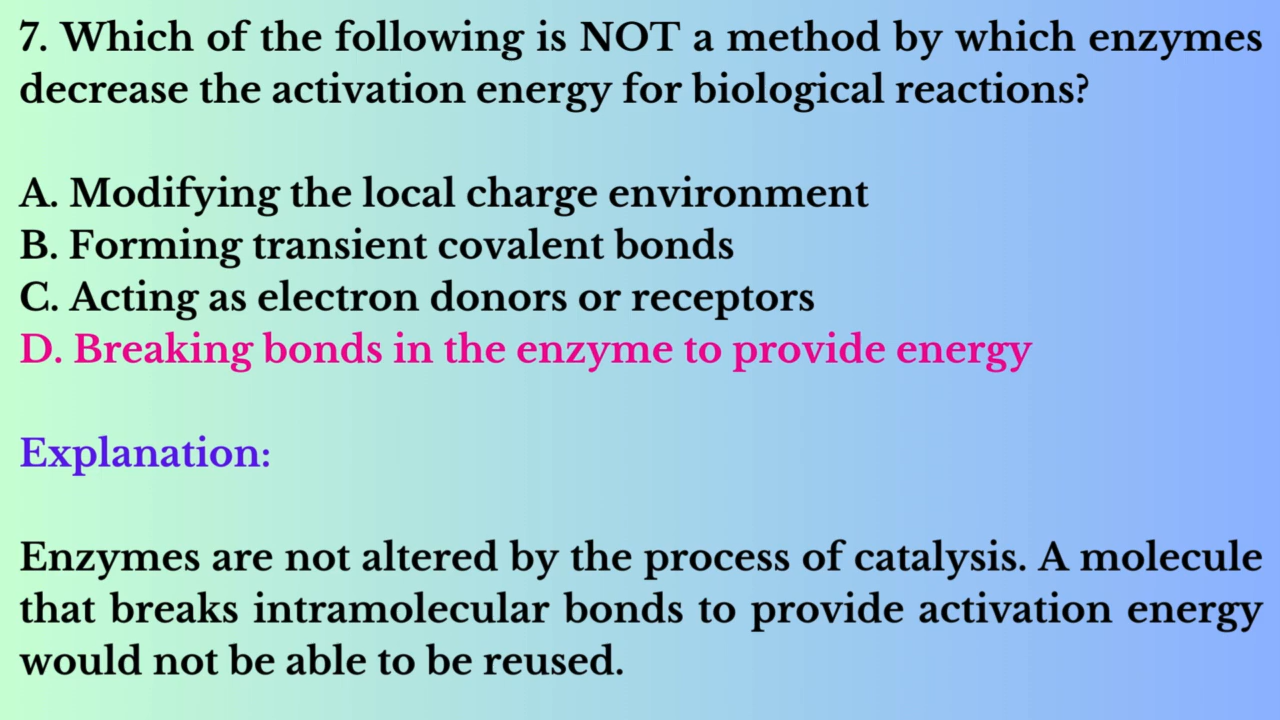 7. Which of the following is NOT a method by which enzymes
decrease the activation energy for biological reactions?
A. Modifying the local charge environment
B. Forming transient covalent bonds
C. Acting as electron donors or receptors
D. Breaking bonds in the enzyme to provide energy
Explanation:
Enzymes are not altered by the process of catalysis. A molecule
that breaks intramolecular bonds to provide activation energy
would not be able to be reused.